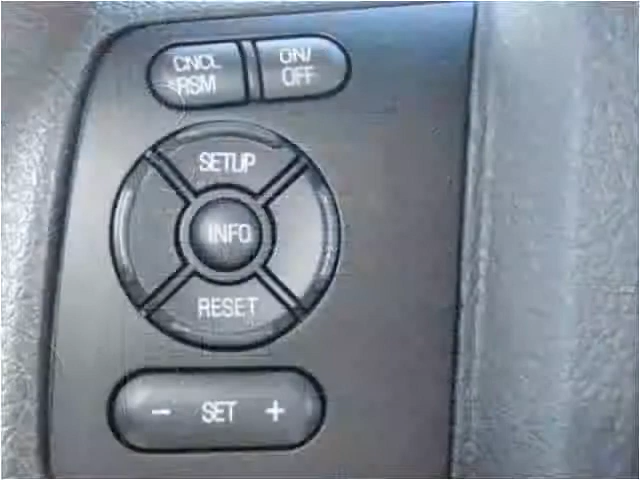 CNCL
RSM
ON/
OFF
SETUP
INFO
RESET
- SET +